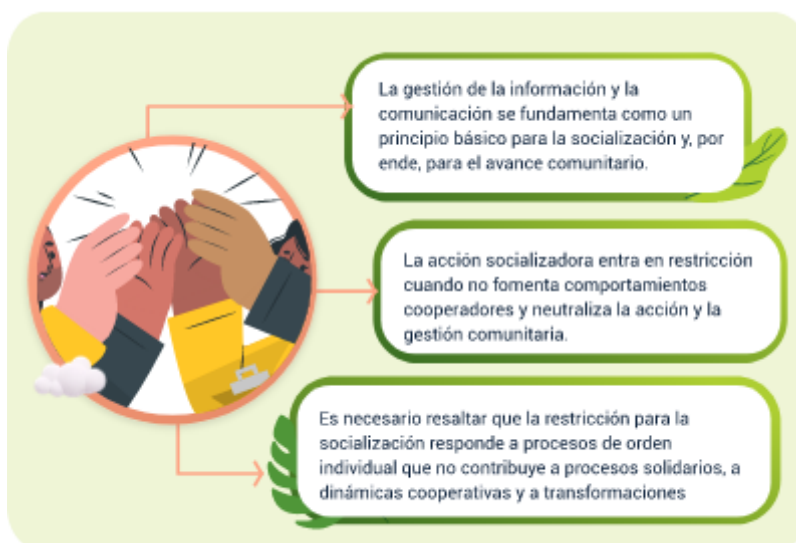 La gestión de la información y la
comunicación se fundamenta como un
principio básico para la socialización y, por
ende, para el avance comunitario.
La acción socializadora entra en restricción
cuando no fomenta comportamientos
cooperadores y neutraliza la acción y la
gestión comunitaria.
Es necesario resaltar que la restricción para la
socialización responde a procesos de orden
individual que no contribuye a procesos solidarios, a
dinámicas cooperativas y a transformaciones